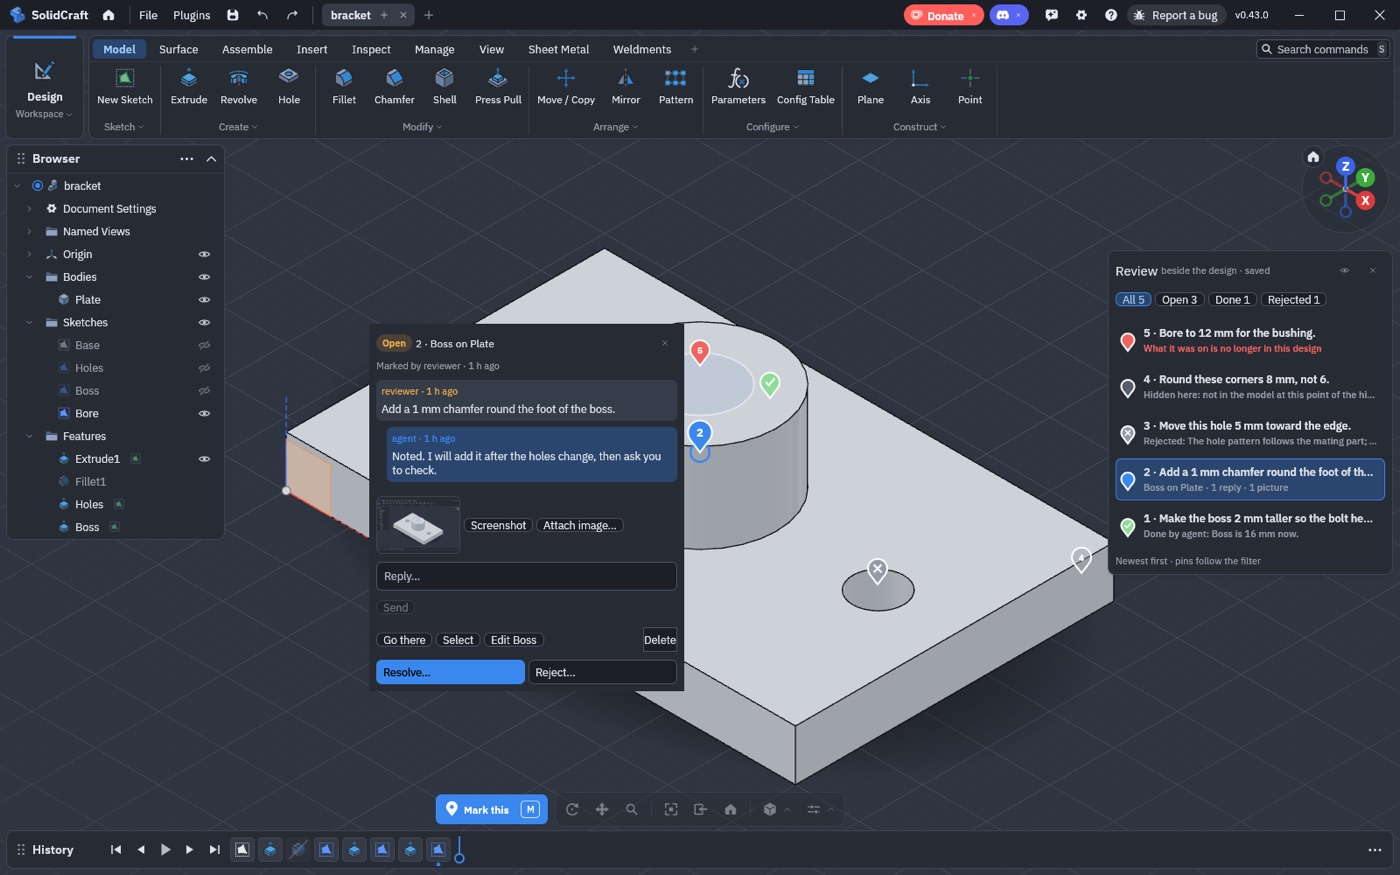 SolidCraft
File
Plugins
bracket
Donate
Report a bug
v0.43.0
Design
Workspace
Model
Surface
Assemble
Insert
Inspect
Manage
View
Sheet Metal
Weldments
Search commands
S
New Sketch
Extrude
Revolve
Hole
Fillet
Chamfer
Shell
Press Pull
Move / Copy
Mirror
Pattern
Parameters
Config Table
Plane
Axis
Point
Sketch
Create
Modify
Arrange
Configure
Construct
Browser
bracket
Document Settings
Named Views
Origin
Bodies
Plate
Sketches
Base
Holes
Boss
Bore
Features
Extrude1
Fillet1
Holes
Boss
Z
Y
X
Open
2 · Boss on Plate
Marked by reviewer · 1 h ago
reviewer · 1 h ago
Add a 1 mm chamfer round the foot of the boss.
agent · 1 h ago
Noted. I will add it after the holes change, then ask you
to check.
Screenshot
Attach image...
Reply...
Send
Go there
Select
Edit Boss
Delete
Resolve...
Reject...
5
2
4
Review
beside the design · saved
All 5
Open 3
Done 1
Rejected 1
5 · Bore to 12 mm for the bushing.
What it was on is no longer in this design
4 · Round these corners 8 mm, not 6.
Hidden here: not in the model at this point of the hi...
3 · Move this hole 5 mm toward the edge.
Rejected: The hole pattern follows the mating part; ...
2 · Add a 1 mm chamfer round the foot of th...
Boss on Plate · 1 reply · 1 picture
1 · Make the boss 2 mm taller so the bolt he...
Done by agent: Boss is 16 mm now.
Newest first · pins follow the filter
Mark this
M
History